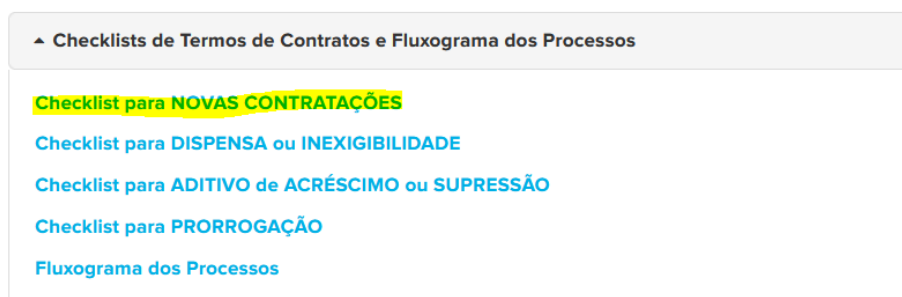 Checklists de Termos de Contratos e Fluxograma dos Processos
Checklist para NOVAS CONTRATAÇÕES
Checklist para DISPENSA ou INEXIGIBILIDADE
Checklist para ADITIVO de ACRÉSCIMO ou SUPRESSÃO
Checklist para PRORROGAÇÃO
Fluxograma dos Processos